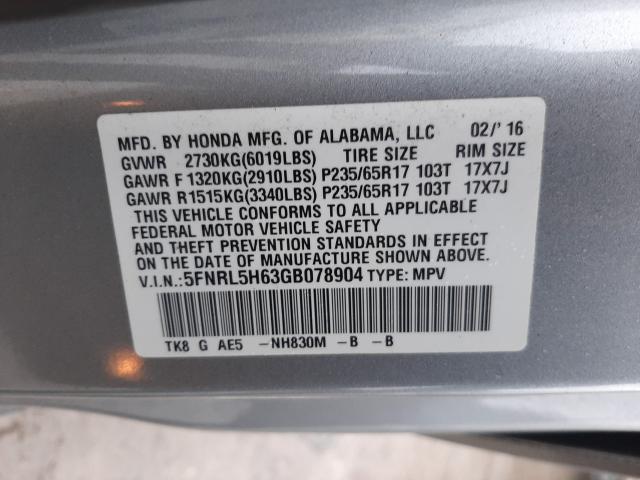 MFD. BY HONDA MFG. OF ALABAMA, LLC 02/' 16
GVWR 2730KG(6019LBS) TIRE SIZE RIM SIZE
GAWR F 1320KG(2910LBS) P235/65R17 103T 17X7J
GAWR R1515KG(3340LBS) P235/65R17 103T 17X7J
THIS VEHICLE CONFORMS TO ALL APPLICABLE
FEDERAL MOTOR VEHICLE SAFETY
AND THEFT PREVENTION STANDARDS IN EFFECT
ON THE DATE OF MANUFACTURE SHOWN ABOVE.
V.I.N.:5FNRL5H63GB078904 TYPE: MPV
TK8 G AE5 -NH830M -B -B